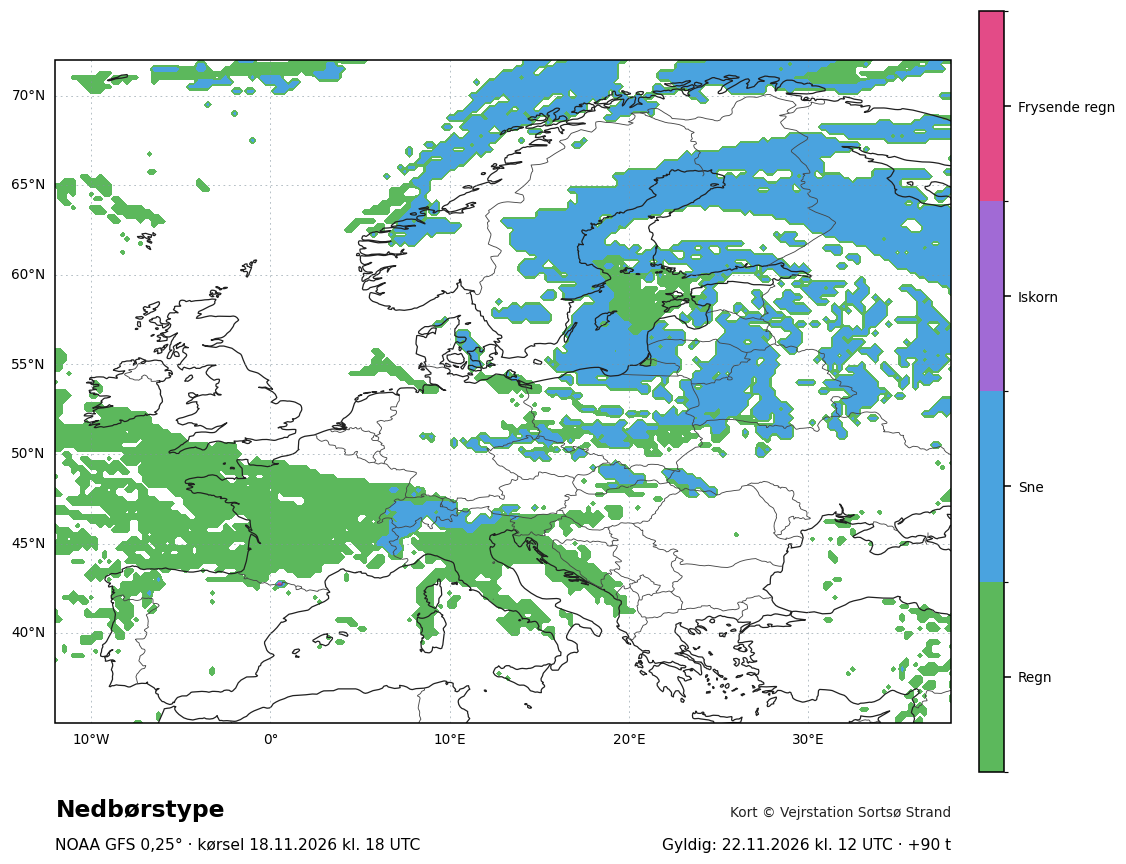 Frysende regn
Iskorn
Sne
Regn
70°N
65°N
60°N
55°N
50°N
45°N
40°N
10°W
0°
10°E
20°E
30°E
Nedbørstype
Kort © Vejrstation Sortsø Strand
NOAA GFS 0,25° · kørsel 18.11.2026 kl. 18 UTC
Gyldig: 22.11.2026 kl. 12 UTC · +90 t